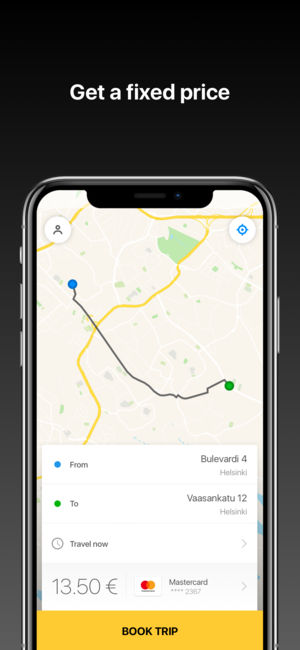 Get a fixed price
From
Bulevardi 4
Helsinki
To
Vaasankatu 12
Helsinki
Travel now
13.50 €
Mastercard
**** 2367
BOOK TRIP